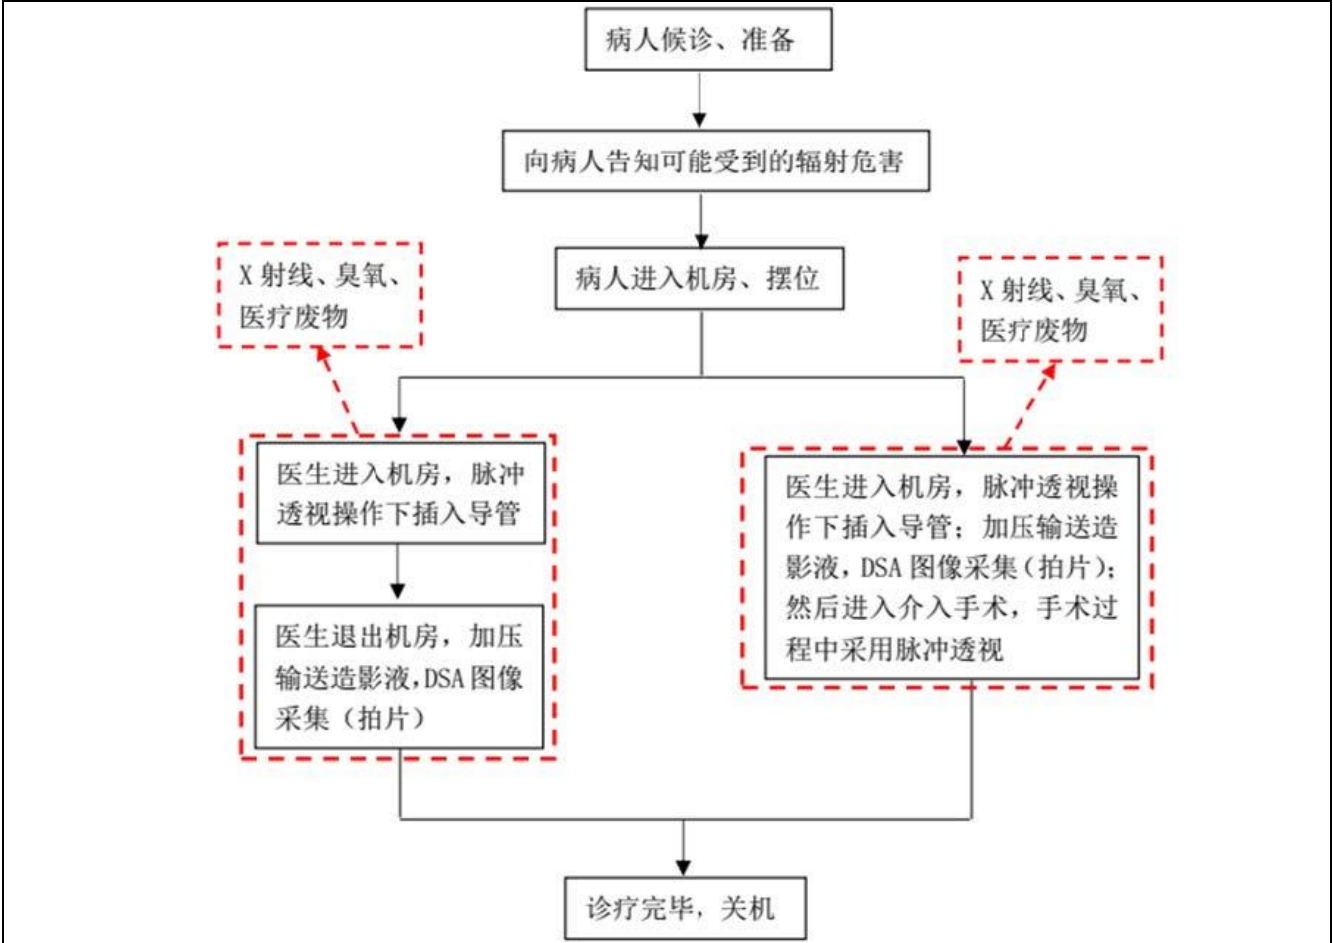 病人候诊、准备
向病人告知可能受到的辐射危害
病人进入机房、摆位
X 射线、臭氧、
医疗废物
X 射线、臭氧、
医疗废物
医生进入机房，脉冲
透视操作下插入导管
医生退出机房，加压
输送造影液，DSA 图像
采集（拍片）
医生进入机房，脉冲透视操
作下插入导管；加压输送造
影液，DSA 图像采集（拍片）；
然后进入介入手术，手术过
程中采用脉冲透视
诊疗完毕，关机